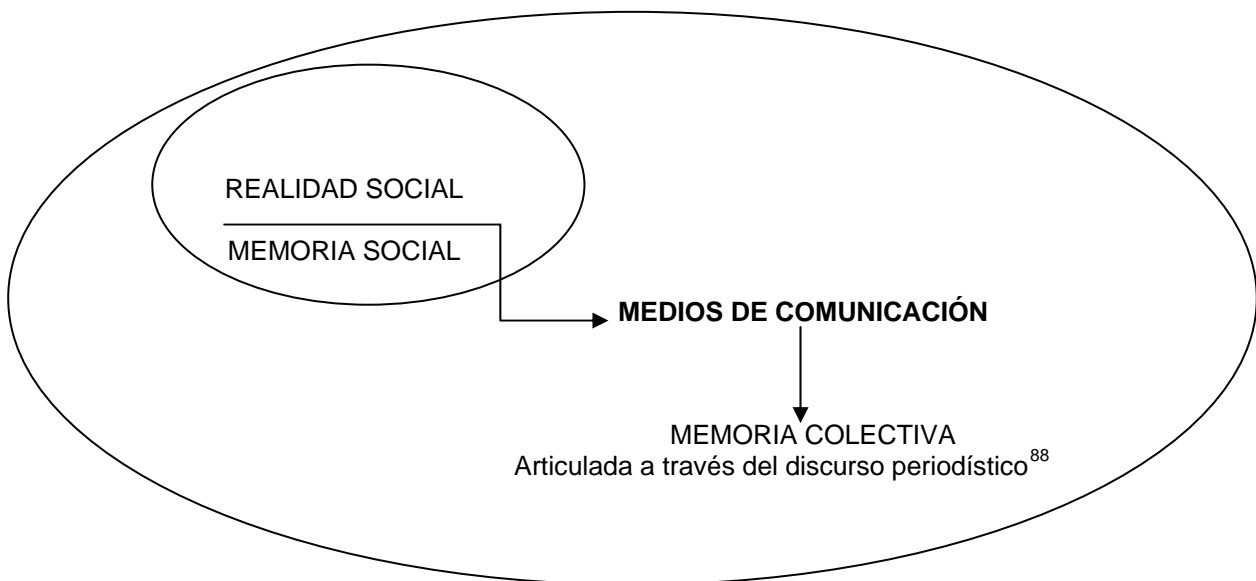 REALIDAD SOCIAL
MEMORIA SOCIAL
MEDIOS DE COMUNICACIÓN
MEMORIA COLECTIVA
Articulada a través del discurso periodístico88